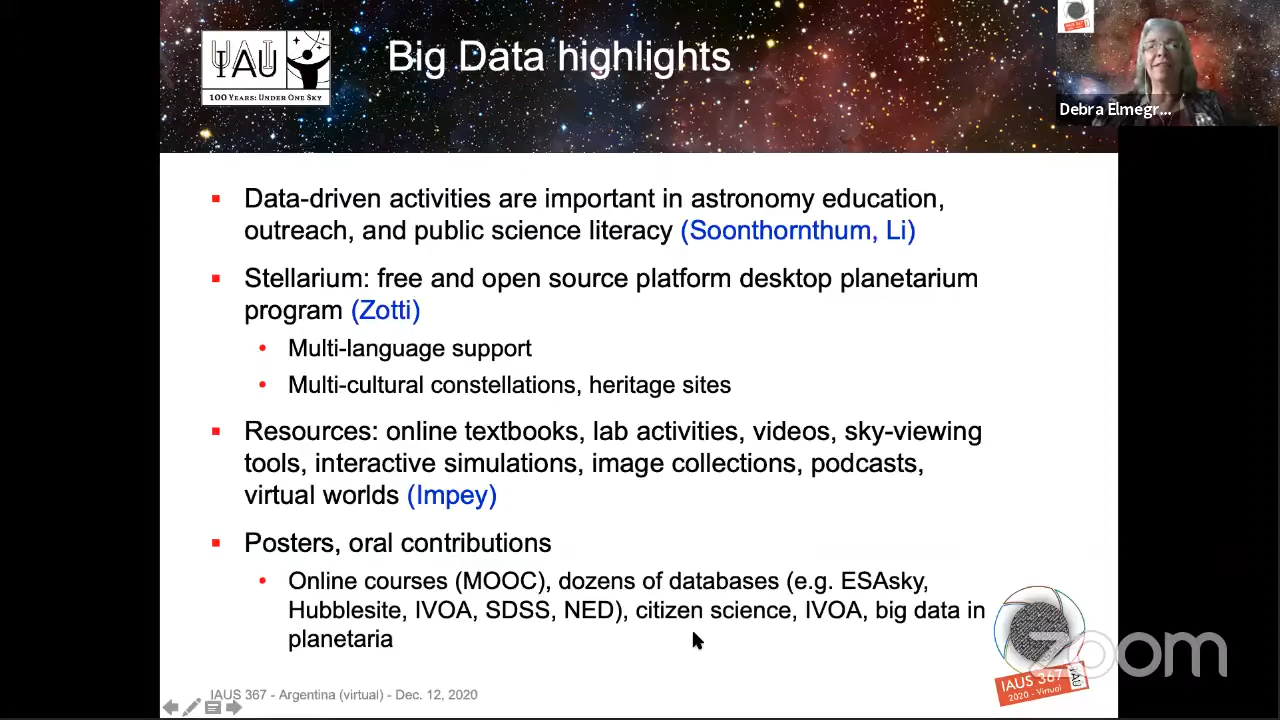 IAU
100 Years: Under One Sky
Big Data highlights
Debra Elmegr...
Data-driven activities are important in astronomy education,
outreach, and public science literacy (Soonthornthum, Li)
Stellarium: free and open source platform desktop planetarium
program (Zotti)
Multi-language support
Multi-cultural constellations, heritage sites
Resources: online textbooks, lab activities, videos, sky-viewing
tools, interactive simulations, image collections, podcasts,
virtual worlds (Impey)
Posters, oral contributions
Online courses (MOOC), dozens of databases (e.g. ESAsky,
Hubblesite, IVOA, SDSS, NED), citizen science, IVOA, big data in
planetaria
zoom
IAUS 367
2020 - Virtual
IAU
IAUS 367 - Argentina (virtual) - Dec. 12, 2020